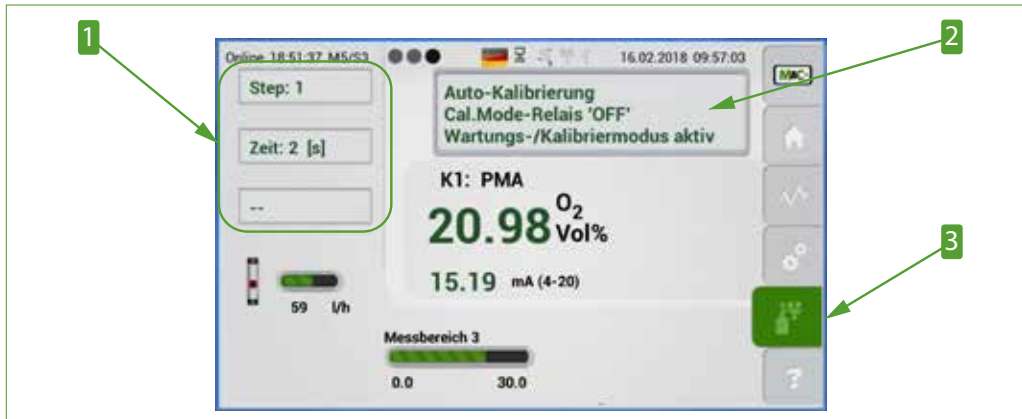 1
2
3
Online 18:51:37 M5/S3
16.02.2018 09:57:03
MAC
Step: 1
Zeit: 2 [s]
--
Auto-Kalibrierung
Cal.Mode-Relais 'OFF'
Wartungs-/Kalibriermodus aktiv
K1: PMA
20.98 O₂ Vol%
15.19 mA (4-20)
59 l/h
Messbereich 3
0.0 30.0
?